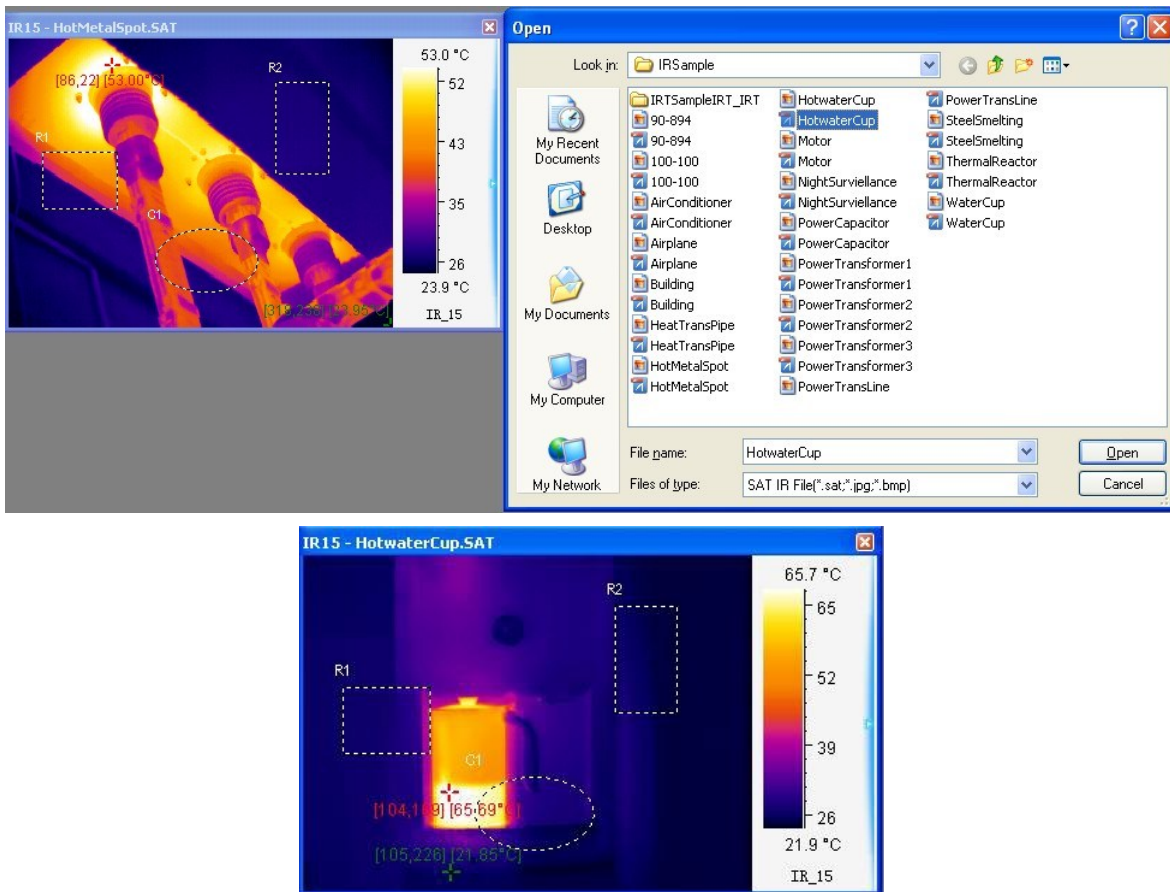 IR15 - HotMetalSpot.SAT
[86,22] [53.00°C]
R2
R1
C1
53.0 °C
52
43
35
26
23.9 °C
IR_15
Open
Look in:
IRSample
My Recent
Documents
Desktop
My Documents
My Computer
My Network
IRTSampleIRT_IRT
90-894
90-894
100-100
100-100
AirConditioner
AirConditioner
Airplane
Airplane
Building
Building
HeatTransPipe
HeatTransPipe
HotMetalSpot
HotMetalSpot
HotwaterCup
HotwaterCup
Motor
Motor
NightSurviellance
NightSurviellance
PowerCapacitor
PowerCapacitor
PowerTransformer1
PowerTransformer1
PowerTransformer2
PowerTransformer2
PowerTransformer3
PowerTransformer3
PowerTransLine
PowerTransLine
SteelSmelting
SteelSmelting
ThermalReactor
ThermalReactor
WaterCup
WaterCup
File name:
HotwaterCup
Open
Files of type:
SAT IR File(*.sat;*.jpg;*.bmp)
Cancel
IR15 - HotwaterCup.SAT
R2
R1
C1
[65.69°C]
[105,226] [21.85°C]
65.7 °C
65
52
39
26
21.9 °C
IR_15